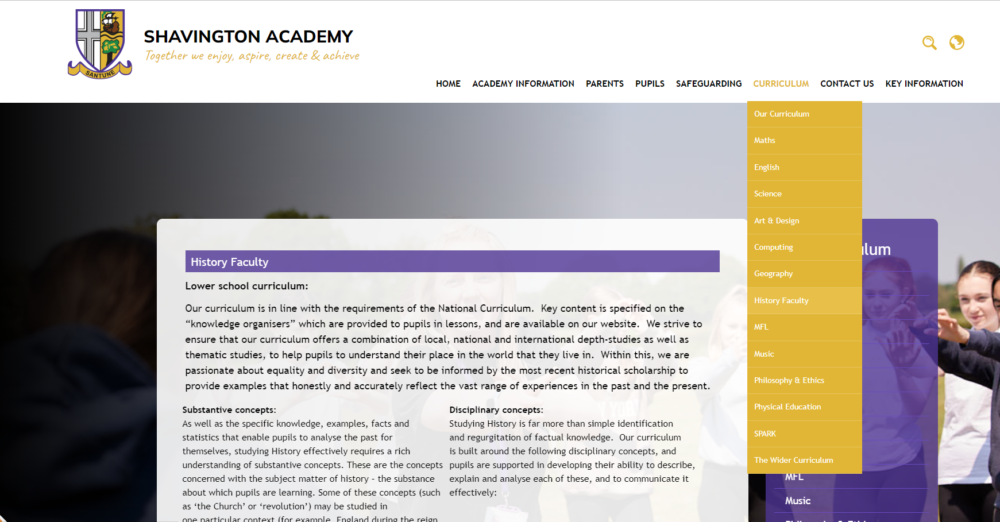 SANTUNE
SHAVINGTON ACADEMY
Together we enjoy, aspire, create & achieve
HOME ACADEMY INFORMATION PARENTS PUPILS SAFEGUARDING CURRICULUM CONTACT US KEY INFORMATION
Our Curriculum
Maths
English
Science
Art & Design
Computing
Geography
History Faculty
MFL
Music
Philosophy & Ethics
Physical Education
SPARK
The Wider Curriculum
History Faculty
Lower school curriculum:
Our curriculum is in line with the requirements of the National Curriculum.  Key content is specified on the
“knowledge organisers” which are provided to pupils in lessons, and are available on our website.  We strive to
ensure that our curriculum offers a combination of local, national and international depth-studies as well as
thematic studies, to help pupils to understand their place in the world that they live in.  Within this, we are
passionate about equality and diversity and seek to be informed by the most recent historical scholarship to
provide examples that honestly and accurately reflect the vast range of experiences in the past and the present.
Substantive concepts:
As well as the specific knowledge, examples, facts and
statistics that enable pupils to analyse the past for
themselves, studying History effectively requires a rich
understanding of substantive concepts. These are the concepts
concerned with the subject matter of history – the substance
about which pupils are learning. Some of these concepts (such
as ‘the Church’ or ‘revolution’) may be studied in
one particular context (for example, England during the reign
Disciplinary concepts:
Studying History is far more than simple identification
and regurgitation of factual knowledge.  Our curriculum
is built around the following disciplinary concepts, and
pupils are supported in developing their ability to describe,
explain and analyse each of these, and to communicate it
effectively:
MFL
Music